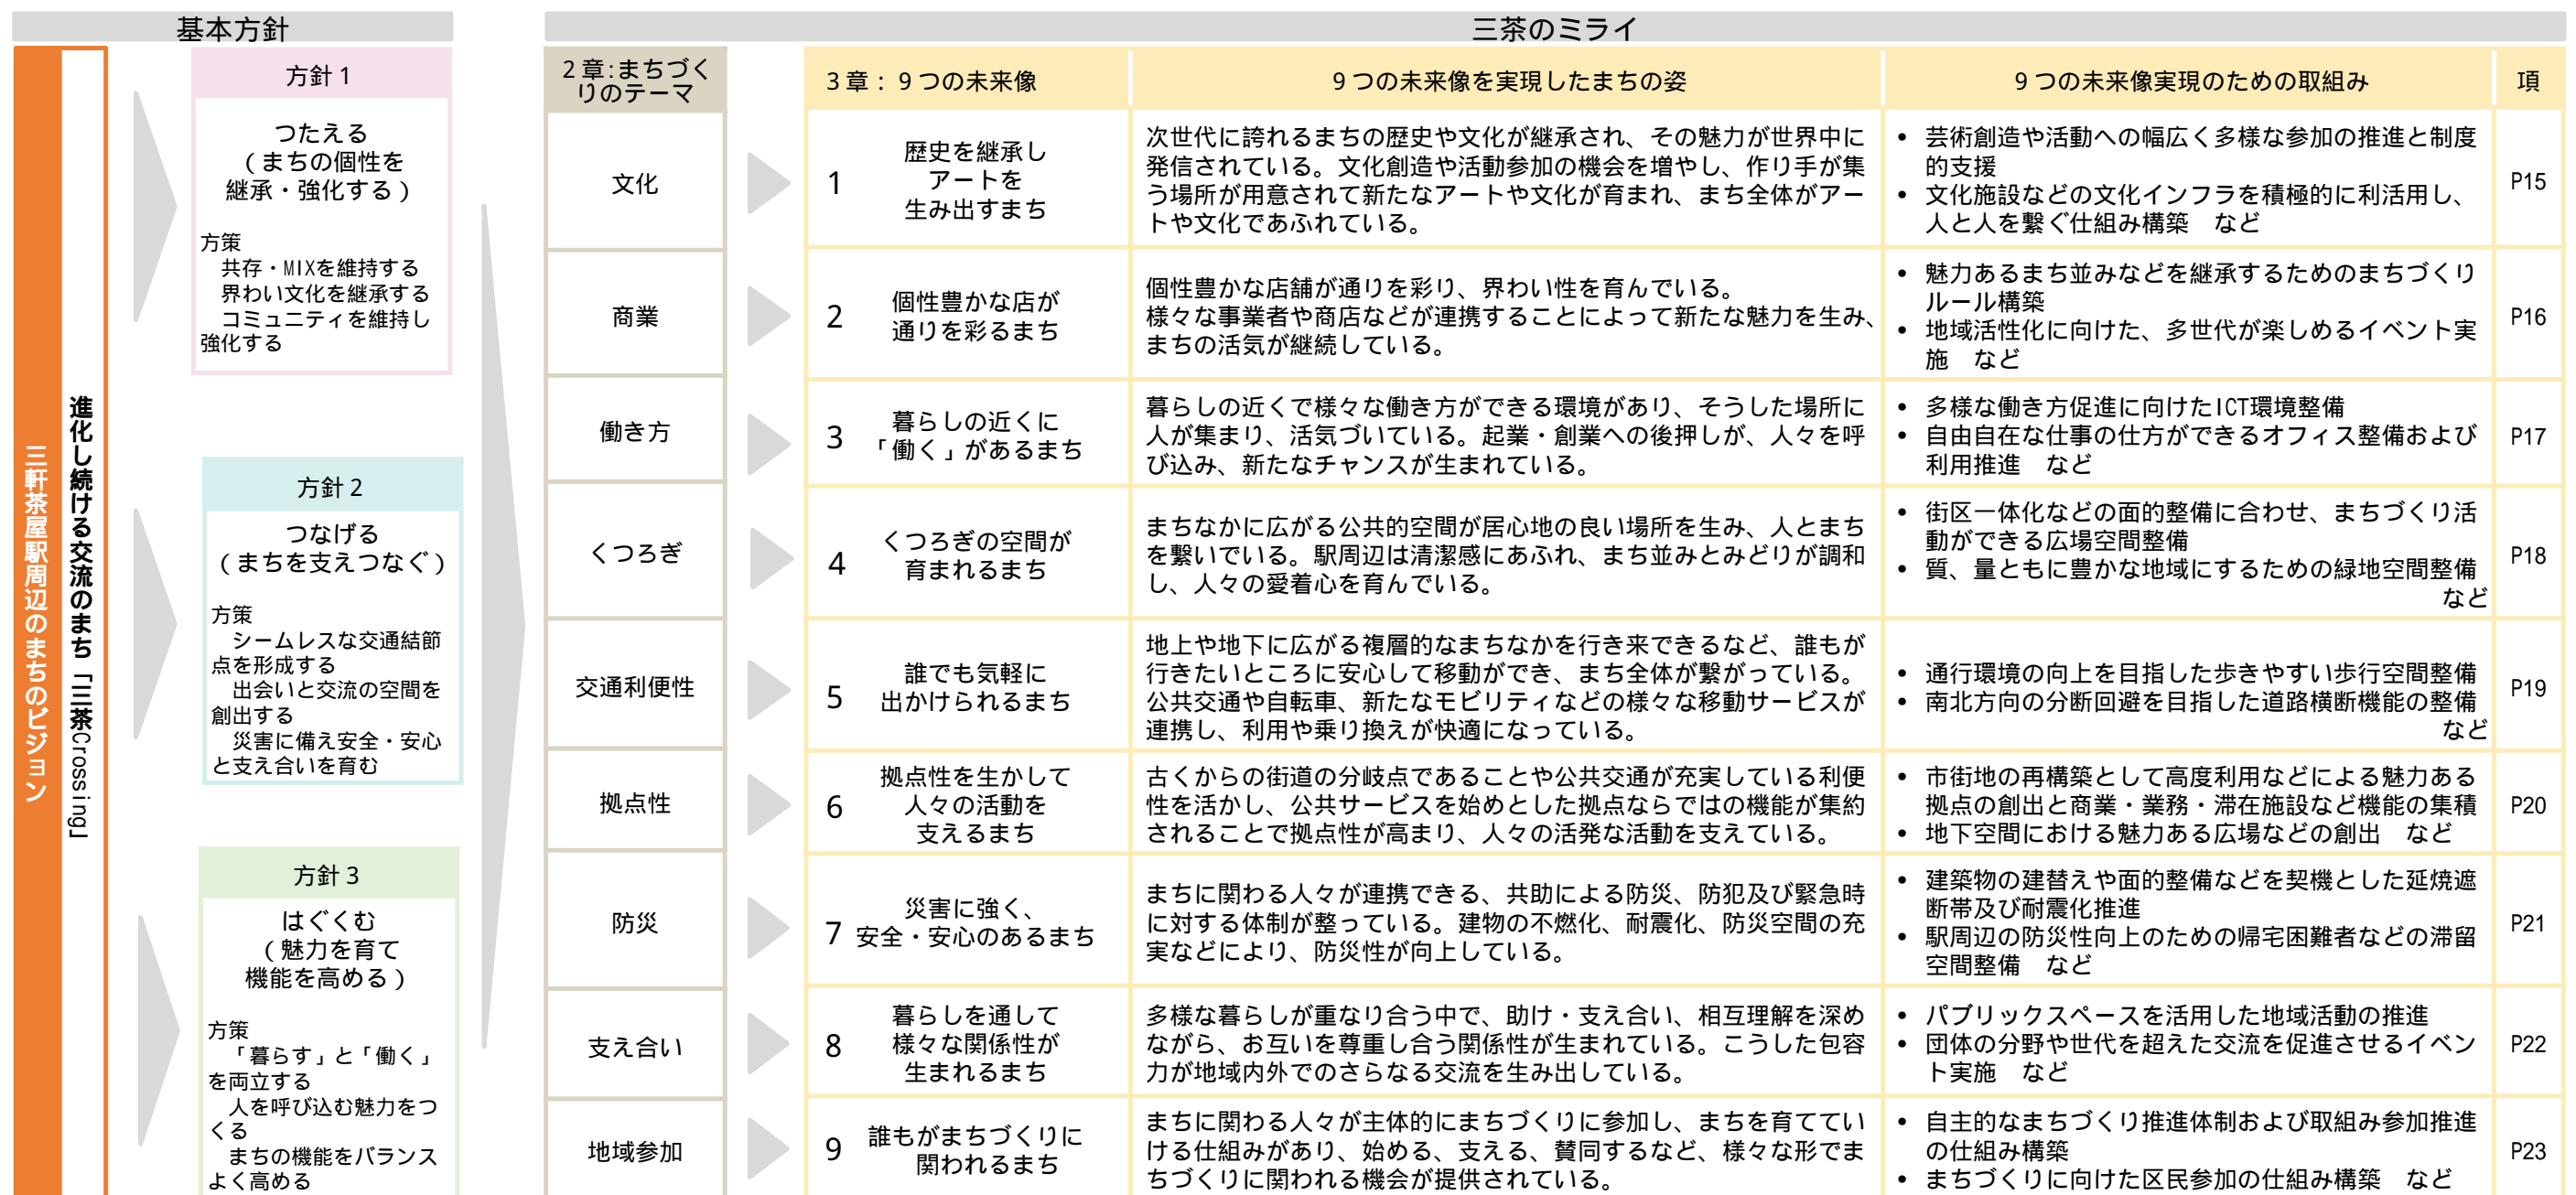 基本方針
三茶のミライ
三軒茶屋駅周辺のまちのビジョン
進化し続ける交流のまち「三茶Crossing」
方針1
つたえる
(まちの個性を
継承・強化する)
方策
共存・MIXを維持する
界わい文化を継承する
コミュニティを維持し
強化する
方針2
つなげる
(まちを支えつなぐ)
方策
シームレスな交通結節
点を形成する
出会いと交流の空間を
創出する
災害に備え安全・安心
と支え合いを育む
方針3
はぐくむ
(魅力を育て
機能を高める)
方策
「暮らす」と「働く」
を両立する
人を呼び込む魅力をつ
くる
まちの機能をバランス
よく高める
2章:まちづく
りのテーマ
3章:9つの未来像
9つの未来像を実現したまちの姿
9つの未来像実現のための取組み
項
文化
1
歴史を継承し
アートを
生み出すまち
次世代に誇れるまちの歴史や文化が継承され、その魅力が世界中に
発信されている。文化創造や活動参加の機会を増やし、作り手が集
う場所が用意されて新たなアートや文化が育まれ、まち全体がアー
トや文化であふれている。
• 芸術創造や活動への幅広く多様な参加の推進と制度
的支援
• 文化施設などの文化インフラを積極的に利活用し、
人と人を繋ぐ仕組み構築 など
P15
商業
2
個性豊かな店が
通りを彩るまち
個性豊かな店舗が通りを彩り、界わい性を育んでいる。
様々な事業者や商店などが連携することによって新たな魅力を生み、
まちの活気が継続している。
• 魅力あるまち並みなどを継承するためのまちづくり
ルール構築
• 地域活性化に向けた、多世代が楽しめるイベント実
施 など
P16
働き方
3
暮らしの近くに
「働く」があるまち
暮らしの近くで様々な働き方ができる環境があり、そうした場所に
人が集まり、活気づいている。起業・創業への後押しが、人々を呼
び込み、新たなチャンスが生まれている。
• 多様な働き方促進に向けたICT環境整備
• 自由自在な仕事の仕方ができるオフィス整備および
利用推進 など
P17
くつろぎ
4
くつろぎの空間が
育まれるまち
まちなかに広がる公共的空間が居心地の良い場所を生み、人とまち
を繋いでいる。駅周辺は清潔感にあふれ、まち並みとみどりが調和
し、人々の愛着心を育んでいる。
• 街区一体化などの面的整備に合わせ、まちづくり活
動ができる広場空間整備
• 質、量ともに豊かな地域にするための緑地空間整備
など
P18
交通利便性
5
誰でも気軽に
出かけられるまち
地上や地下に広がる複層的なまちなかを行き来できるなど、誰もが
行きたいところに安心して移動ができ、まち全体が繋がっている。
公共交通や自転車、新たなモビリティなどの様々な移動サービスが
連携し、利用や乗り換えが快適になっている。
• 通行環境の向上を目指した歩きやすい歩行空間整備
• 南北方向の分断回避を目指した道路横断機能の整備
など
P19
拠点性
6
拠点性を生かして
人々の活動を
支えるまち
古くからの街道の分岐点であることや公共交通が充実している利便
性を活かし、公共サービスを始めとした拠点ならではの機能が集約
されることで拠点性が高まり、人々の活発な活動を支えている。
• 市街地の再構築として高度利用などによる魅力ある
拠点の創出と商業・業務・滞在施設など機能の集積
• 地下空間における魅力ある広場などの創出 など
P20
防災
7
災害に強く、
安全・安心のあるまち
まちに関わる人々が連携できる、共助による防災、防犯及び緊急時
に対する体制が整っている。建物の不燃化、耐震化、防災空間の充
実などにより、防災性が向上している。
• 建築物の建替えや面的整備などを契機とした延焼遮
断帯及び耐震化推進
• 駅周辺の防災性向上のための帰宅困難者などの滞留
空間整備 など
P21
支え合い
8
暮らしを通して
様々な関係性が
生まれるまち
多様な暮らしが重なり合う中で、助け・支え合い、相互理解を深め
ながら、お互いを尊重し合う関係性が生まれている。こうした包容
力が地域内外でのさらなる交流を生み出している。
• パブリックスペースを活用した地域活動の推進
• 団体の分野や世代を超えた交流を促進させるイベン
ト実施 など
P22
地域参加
9
誰もがまちづくりに
関われるまち
まちに関わる人々が主体的にまちづくりに参加し、まちを育ててい
ける仕組みがあり、始める、支える、賛同するなど、様々な形でま
ちづくりに関われる機会が提供されている。
• 自主的なまちづくり推進体制および取組み参加推進
の仕組み構築
• まちづくりに向けた区民参加の仕組み構築 など
P23